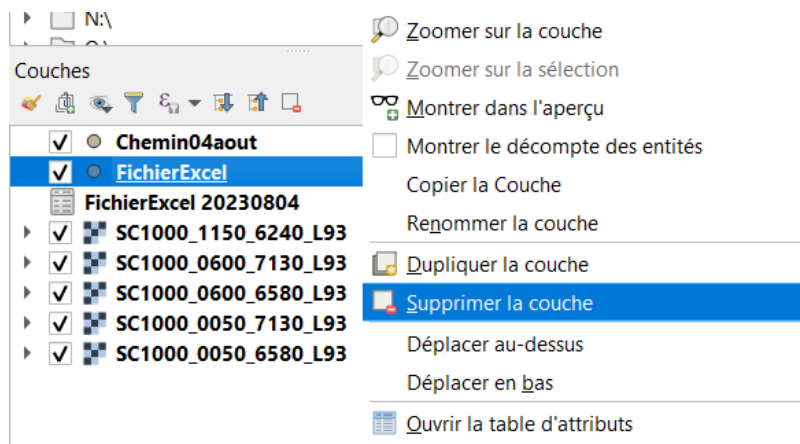 N:\
Couches
Chemin04aout
FichierExcel
FichierExcel 20230804
SC1000_1150_6240_L93
SC1000_0600_7130_L93
SC1000_0600_6580_L93
SC1000_0050_7130_L93
SC1000_0050_6580_L93
Zoomer sur la couche
Zoomer sur la sélection
Montrer dans l'aperçu
Montrer le décompte des entités
Copier la Couche
Renommer la couche
Dupliquer la couche
Supprimer la couche
Déplacer au-dessus
Déplacer en bas
Ouvrir la table d'attributs